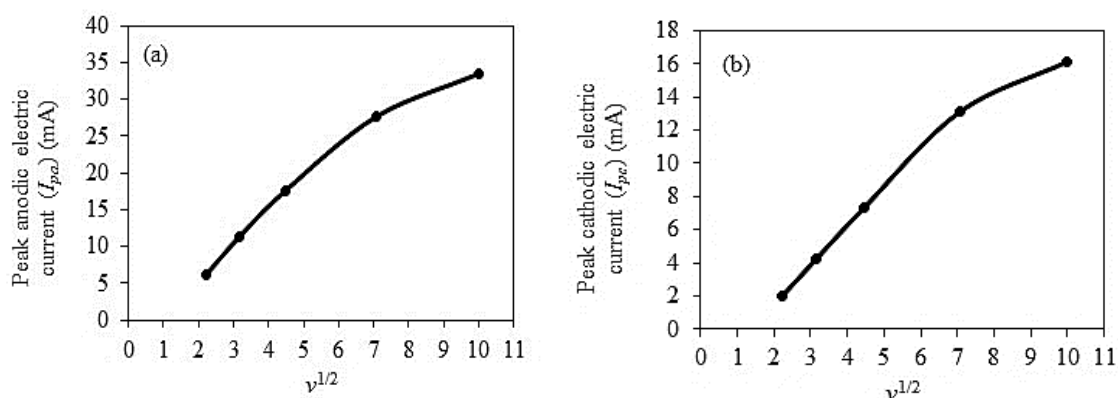 (a)
Peak anodic electric
current (Ipa) (mA)
40
35
30
25
20
15
10
5
0
0 1 2 3 4 5 6 7 8 9 10 11
v1/2
(b)
Peak cathodic electric
current (Ipc) (mA)
18
16
14
12
10
8
6
4
2
0
0 1 2 3 4 5 6 7 8 9 10 11
v1/2